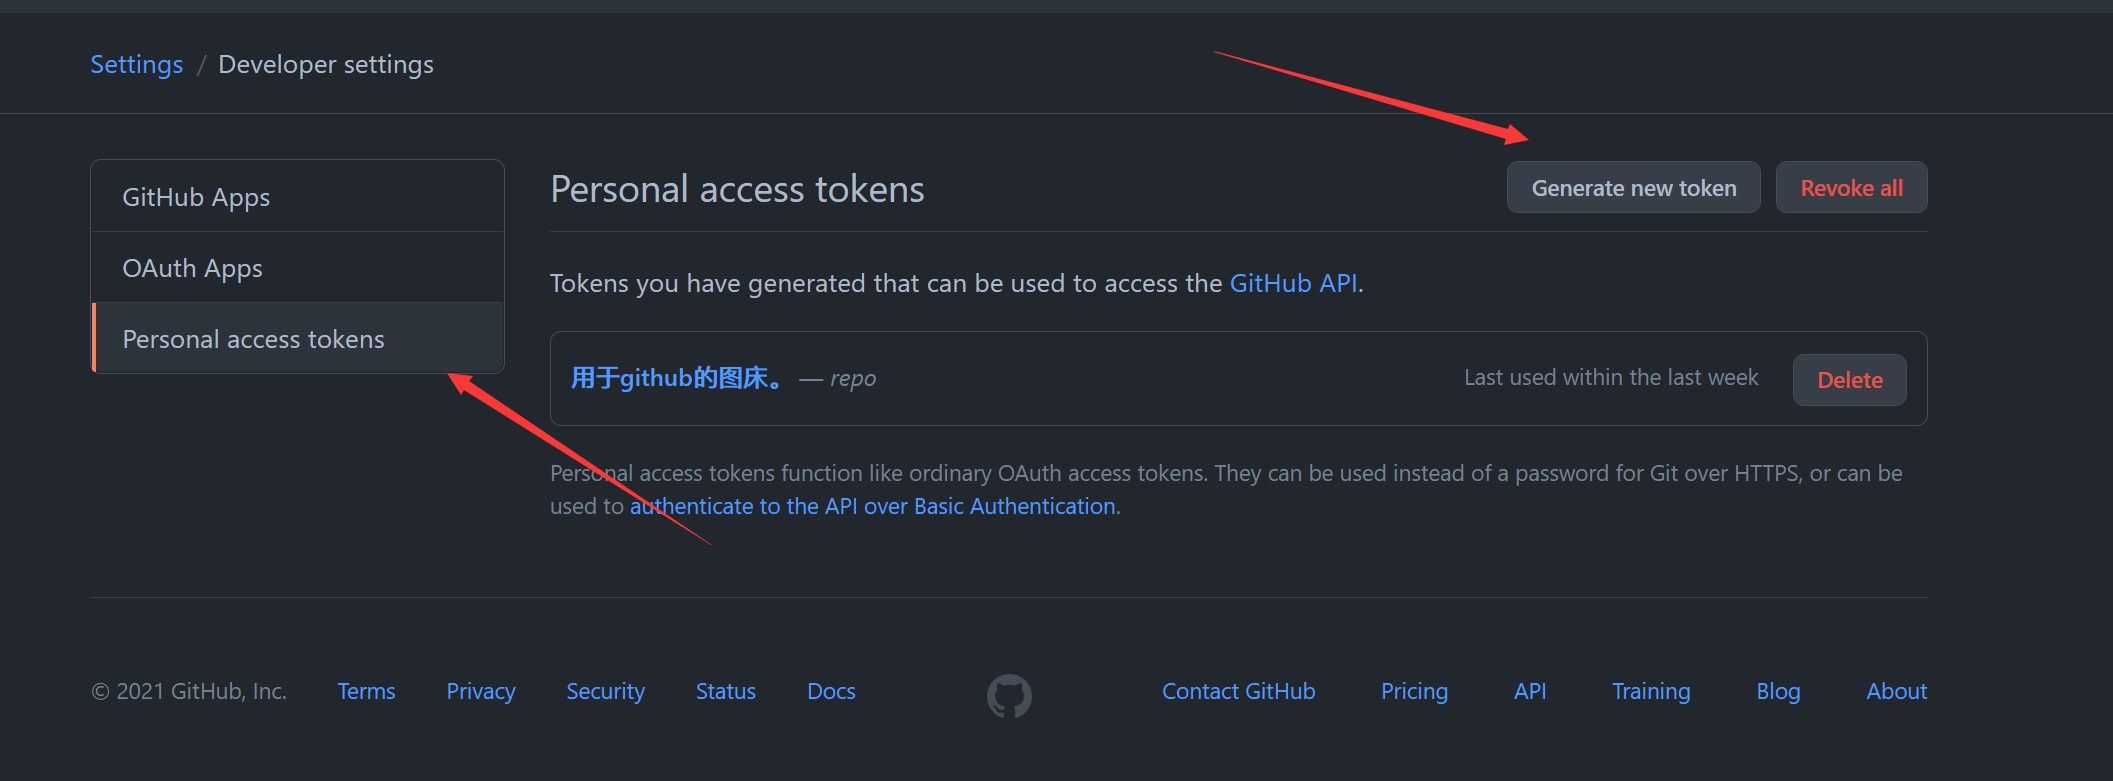 Settings / Developer settings
GitHub Apps
OAuth Apps
Personal access tokens
Personal access tokens
Generate new token
Revoke all
Tokens you have generated that can be used to access the GitHub API.
用于github的图床。 — repo
Last used within the last week
Delete
Personal access tokens function like ordinary OAuth access tokens. They can be used instead of a password for Git over HTTPS, or can be
used to authenticate to the API over Basic Authentication.
© 2021 GitHub, Inc. Terms Privacy Security Status Docs Contact GitHub Pricing API Training Blog About